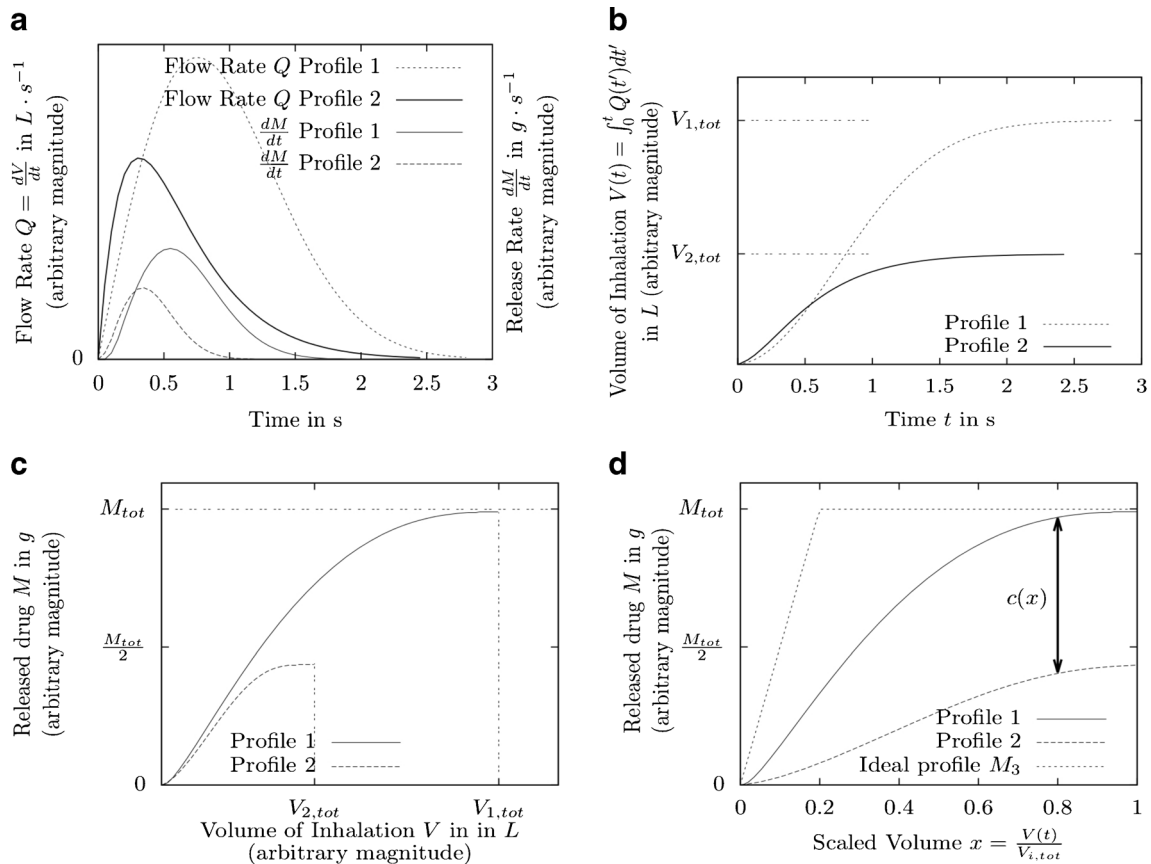 a
Flow Rate Q Profile 1
Flow Rate Q Profile 2
dM/dt Profile 1
dM/dt Profile 2
Flow Rate Q = dV/dt in L · s⁻¹
(arbitrary magnitude)
Release Rate dM/dt in g · s⁻¹
(arbitrary magnitude)
0
0 0.5 1 1.5 2 2.5 3
Time in s
b
Volume of Inhalation V(t) = ∫₀ᵗ Q(t′)dt′
in L (arbitrary magnitude)
V₁,tot
V₂,tot
Profile 1
Profile 2
0 0.5 1 1.5 2 2.5 3
Time t in s
c
Released drug M in g
(arbitrary magnitude)
Mtot
Mtot/2
0
Profile 1
Profile 2
V₂,tot V₁,tot
Volume of Inhalation V in in L
(arbitrary magnitude)
d
Released drug M in g
(arbitrary magnitude)
Mtot
Mtot/2
0
c(x)
Profile 1
Profile 2
Ideal profile M₃
0 0.2 0.4 0.6 0.8 1
Scaled Volume x = V(t)/Vi,tot